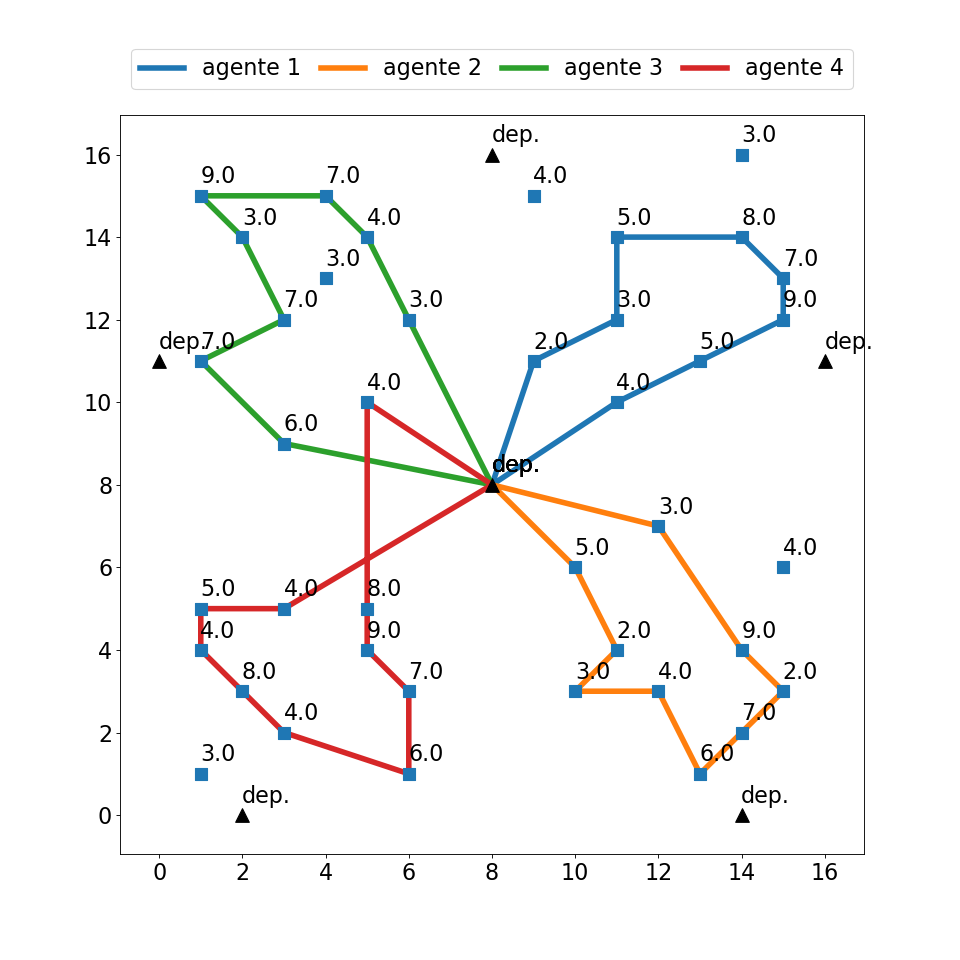 agente 1 agente 2 agente 3 agente 4
dep. 3.0
16
9.0 7.0 4.0
3.0 4.0 5.0 8.0
14
3.0 7.0
7.0 3.0 3.0 9.0
12
dep. 7.0 2.0 5.0 dep.
4.0 4.0
10
6.0
dep. dep.
8
3.0
5.0 4.0
6
5.0 4.0 8.0
4.0 9.0 2.0 9.0
4
8.0 7.0 3.0 4.0 2.0
4.0 7.0
2
3.0 6.0 6.0
dep. dep.
0
0 2 4 6 8 10 12 14 16